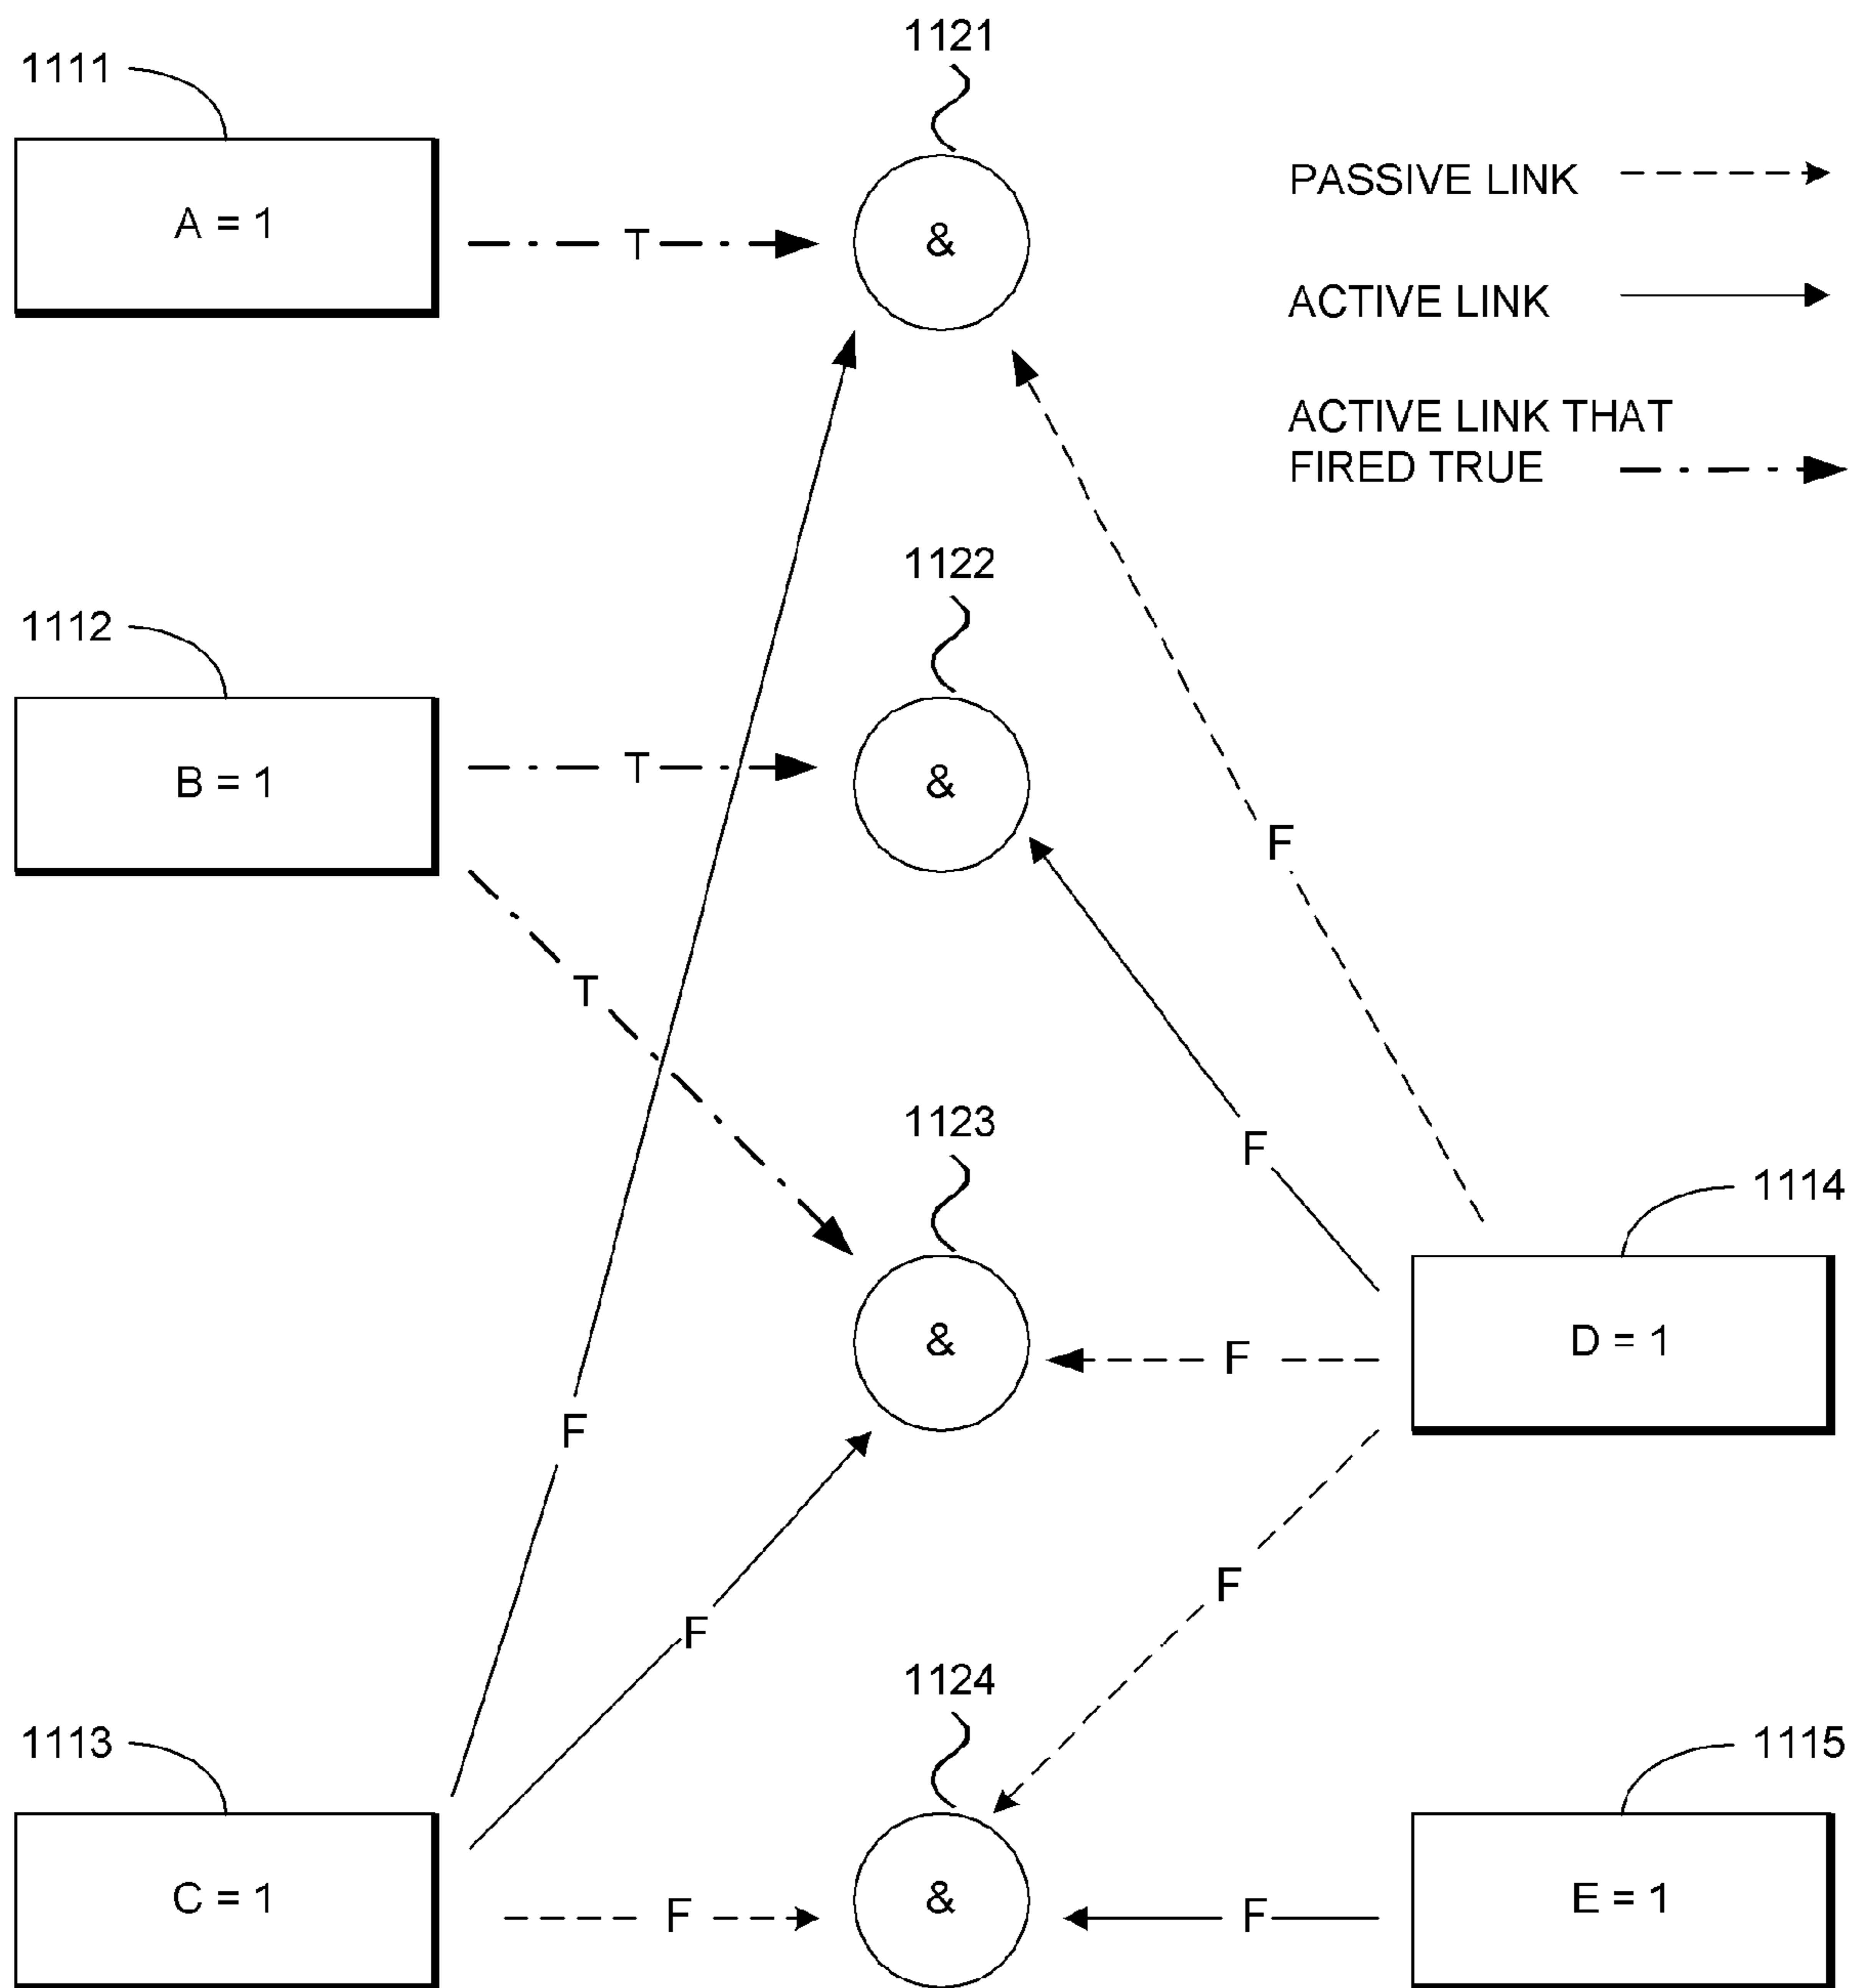 1121
1111
PASSIVE LINK
A = 1
T
&
ACTIVE LINK
ACTIVE LINK THAT
FIRED TRUE
1122
1112
B = 1
T
&
F
T
1123
F
1114
&
F
D = 1
F
F
F
1124
1113
1115
C = 1
F
&
F
E = 1